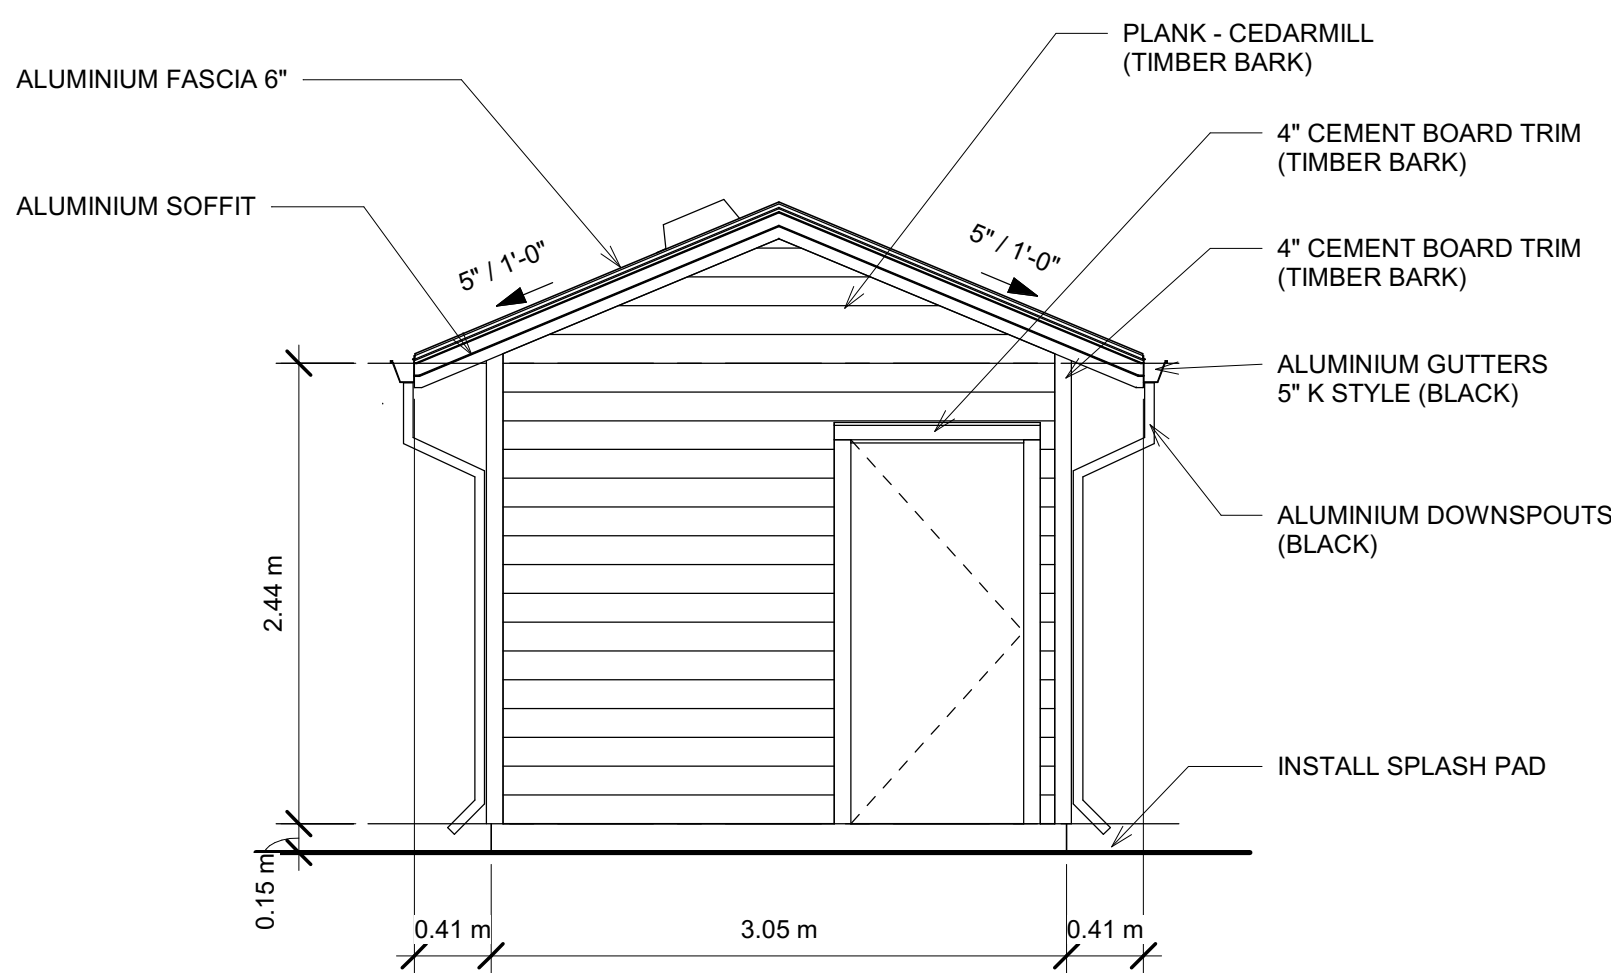 PLANK - CEDARMILL
(TIMBER BARK)
ALUMINIUM FASCIA 6"
4" CEMENT BOARD TRIM
(TIMBER BARK)
ALUMINIUM SOFFIT
5" / 1'-0"
5" / 1'-0"
4" CEMENT BOARD TRIM
(TIMBER BARK)
ALUMINIUM GUTTERS
5" K STYLE (BLACK)
ALUMINIUM DOWNSPOUTS
(BLACK)
2.44 m
INSTALL SPLASH PAD
0.15 m
0.41 m
3.05 m
0.41 m